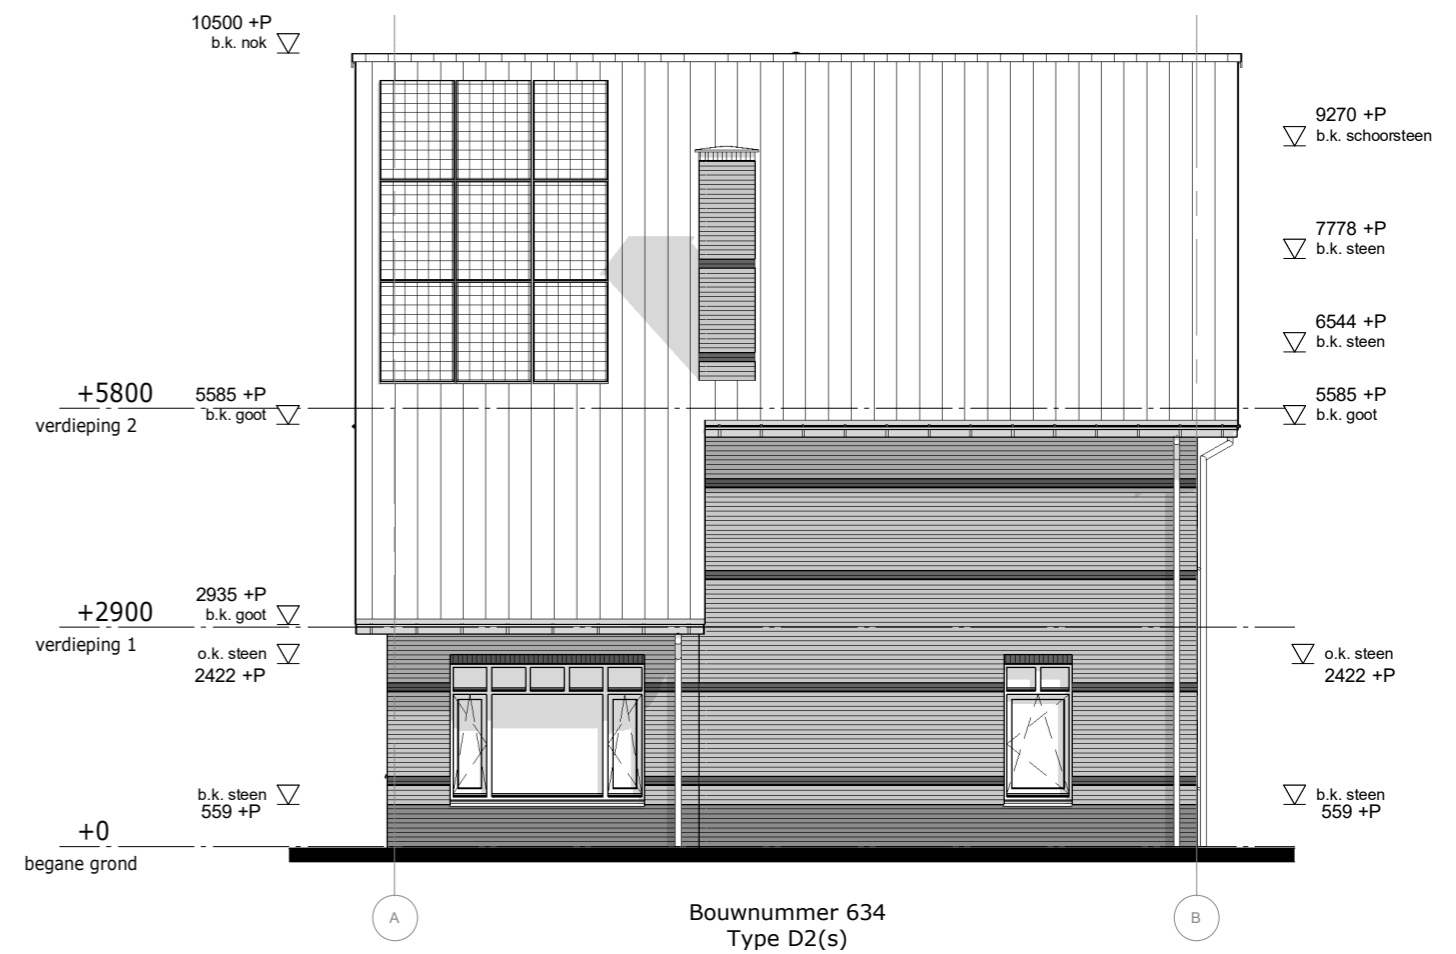 10500 +P
b.k. nok
9270 +P
b.k. schoorsteen
7778 +P
b.k. steen
6544 +P
b.k. steen
+5800
verdieping 2
5585 +P
b.k. goot
5585 +P
b.k. goot
+2900
verdieping 1
2935 +P
b.k. goot
o.k. steen
2422 +P
o.k. steen
2422 +P
b.k. steen
559 +P
b.k. steen
559 +P
+0
begane grond
A
B
Bouwnummer 634
Type D2(s)